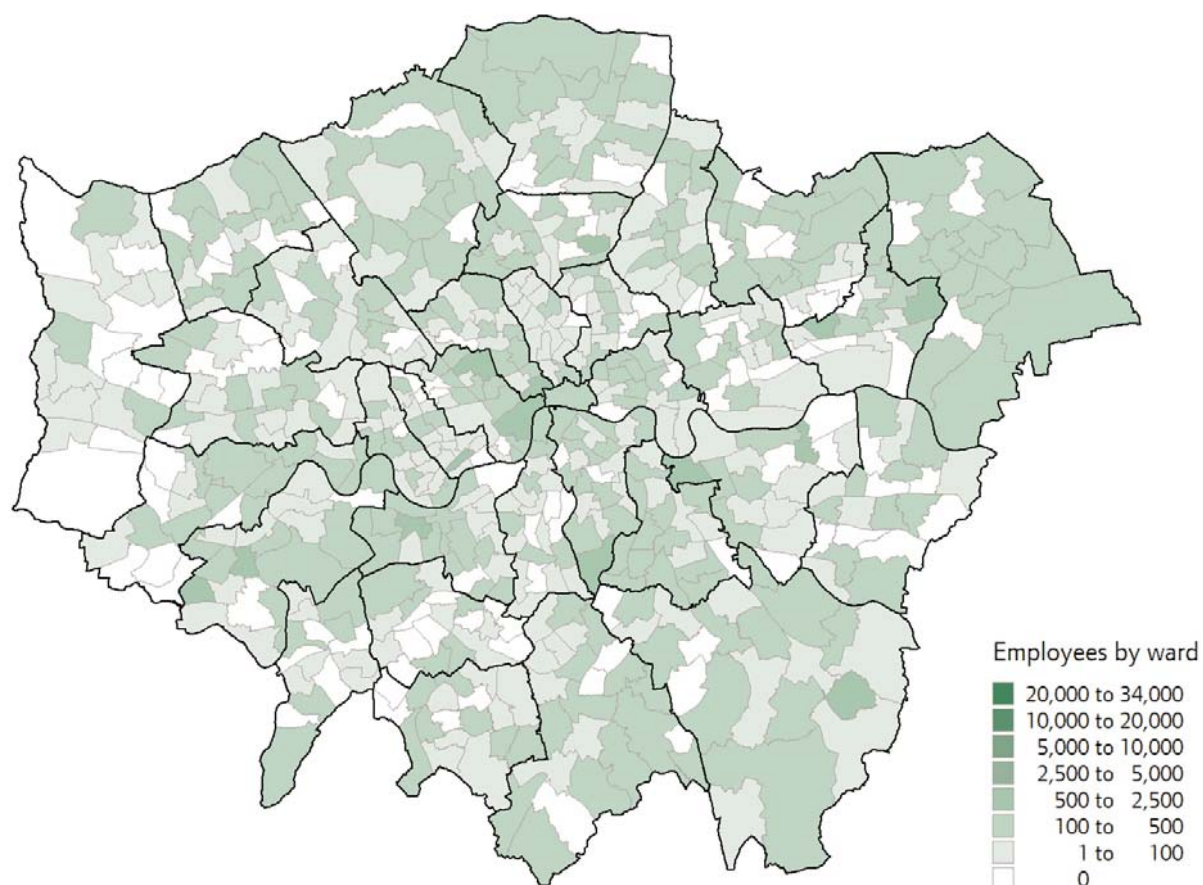 Employees by ward
20,000 to 34,000
10,000 to 20,000
5,000 to 10,000
2,500 to 5,000
500 to 2,500
100 to 500
1 to 100
0